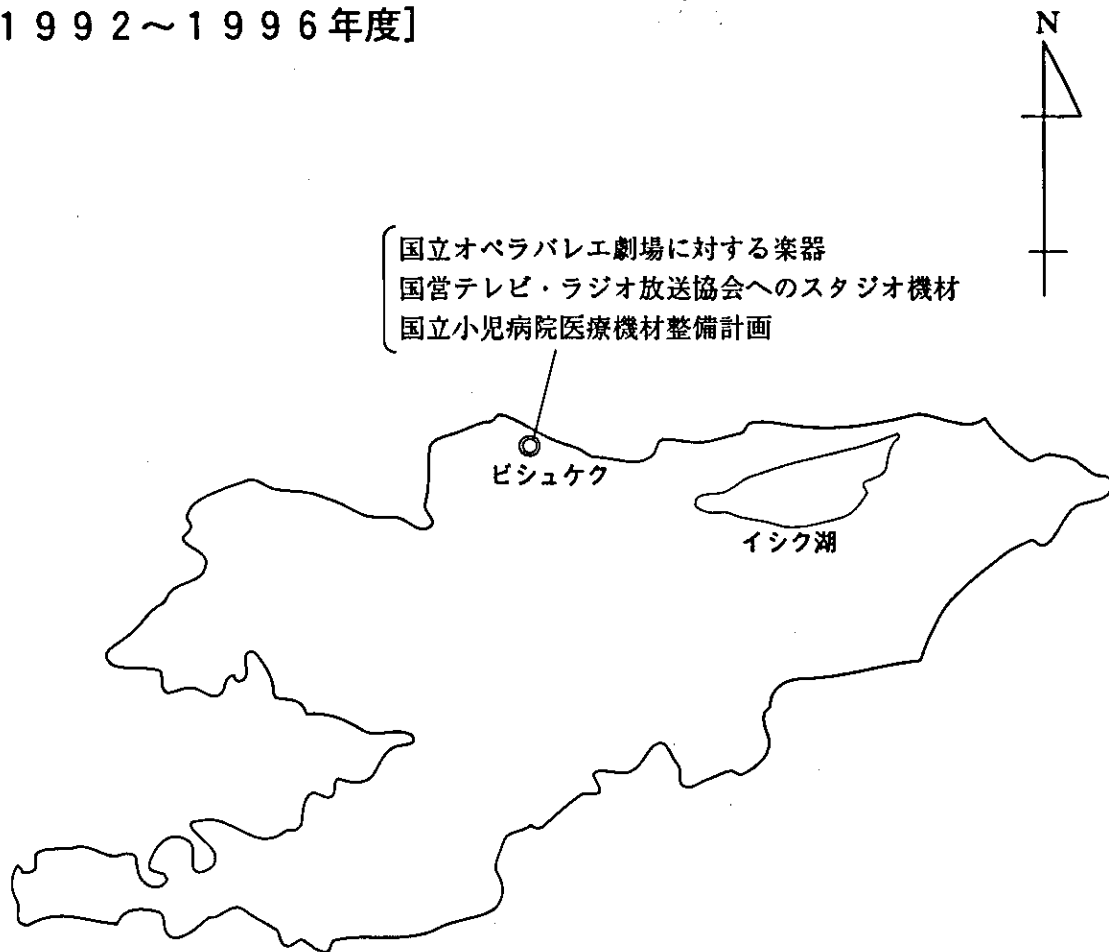 １９９２～１９９６年度]
N
国立オペラバレエ劇場に対する楽器
国営テレビ・ラジオ放送協会へのスタジオ機材
国立小児病院医療機材整備計画
ビシュケク
イシク湖